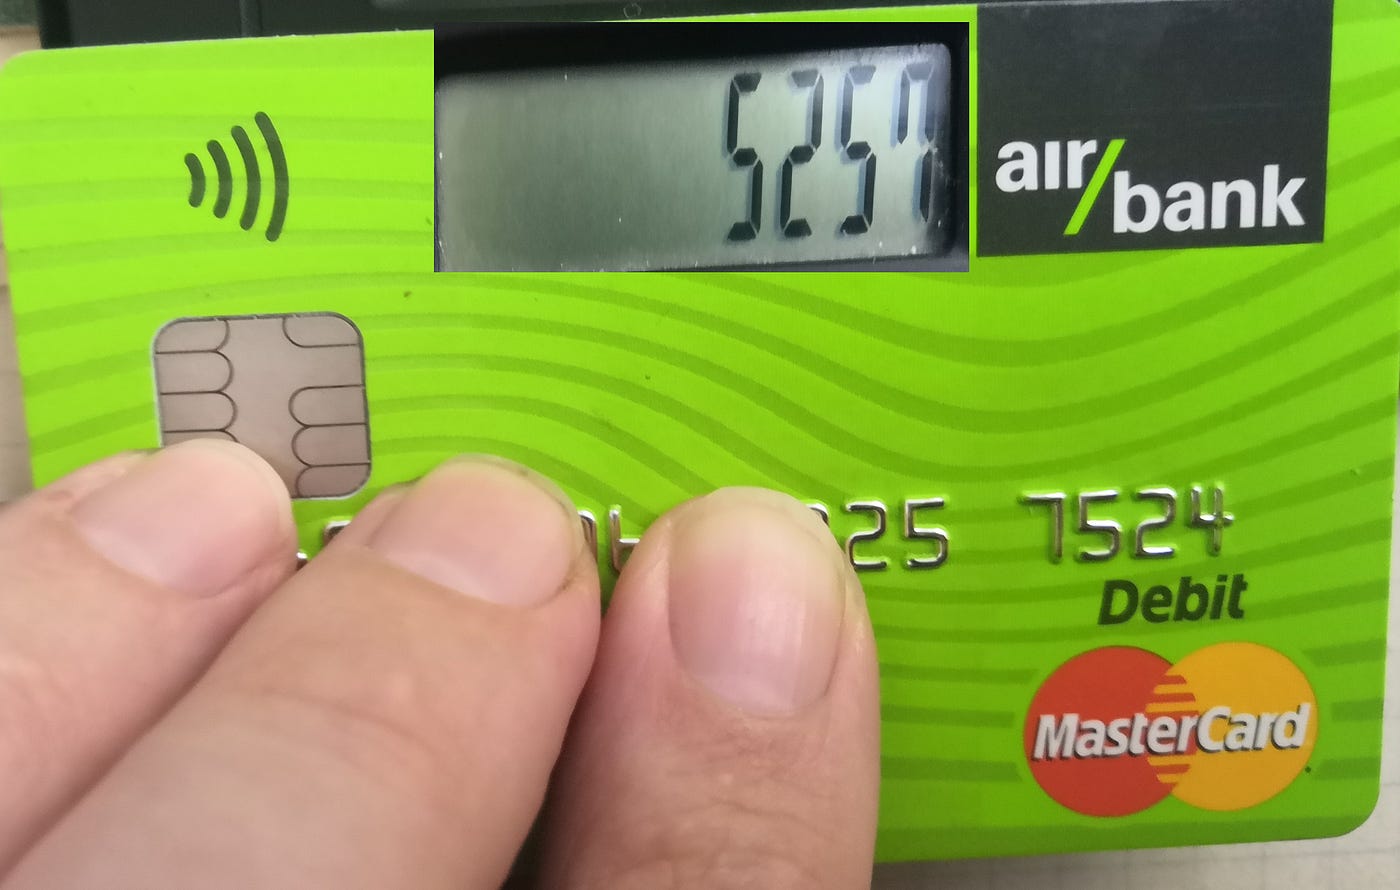 5257
air/
bank
25 7524
Debit
MasterCard